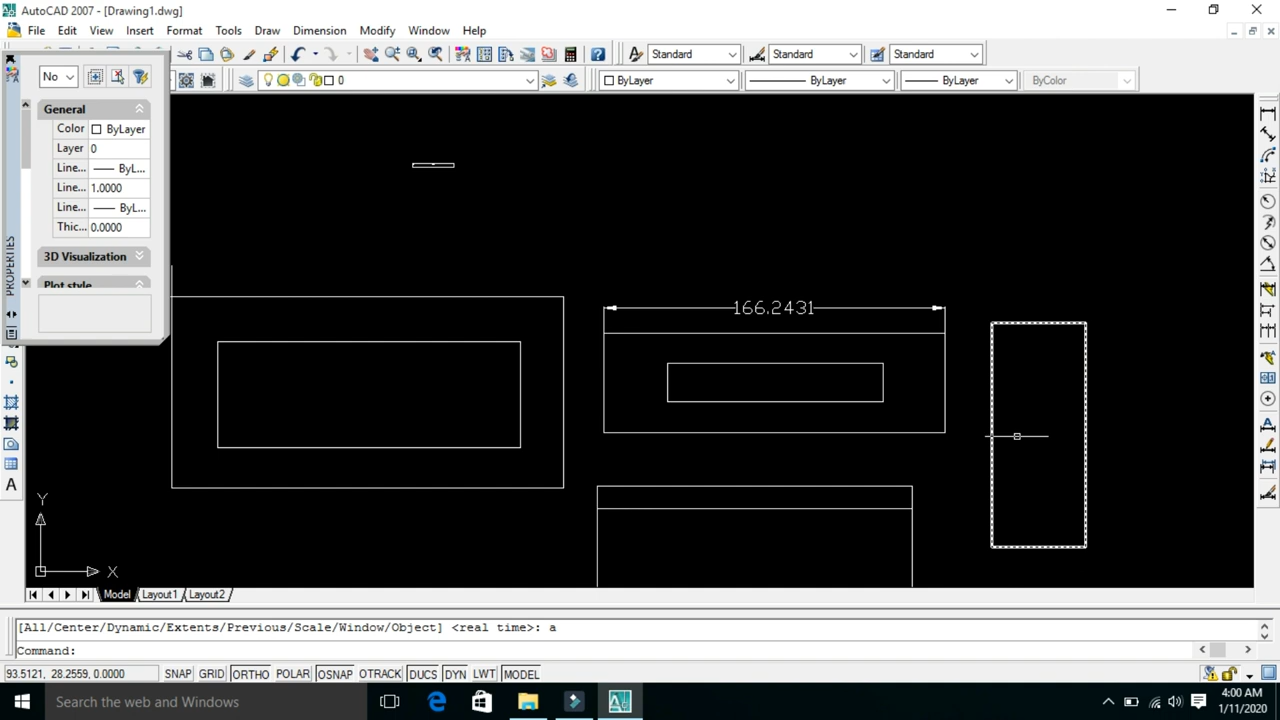 AutoCAD 2007 - [Drawing1.dwg]
File Edit View Insert Format Tools Draw Dimension Modify Window Help
Standard Standard Standard
No 0 ByLayer ByLayer ByLayer ByColor
General
Color ByLayer
Layer 0
Line... ByL...
Line... 1.0000
Line... ByL...
Thic... 0.0000
3D Visualization
Plot style
PROPERTIES
166.2431
Y
X
A
Model Layout1 Layout2
[All/Center/Dynamic/Extents/Previous/Scale/Window/Object] <real time>: a
Command:
93.5121, 28.2559, 0.0000 SNAP GRID ORTHO POLAR OSNAP OTRACK DUCS DYN LWT MODEL
Search the web and Windows
4:00 AM
1/11/2020